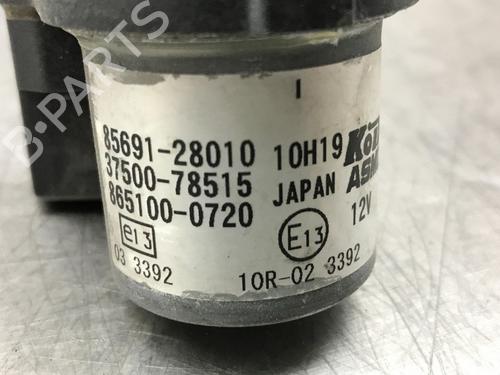 I
85691-28010 10H19
37500-78515
865100-0720 JAPAN 12V
e13 E13
03 3392 10R-02 3392
B-PARTS